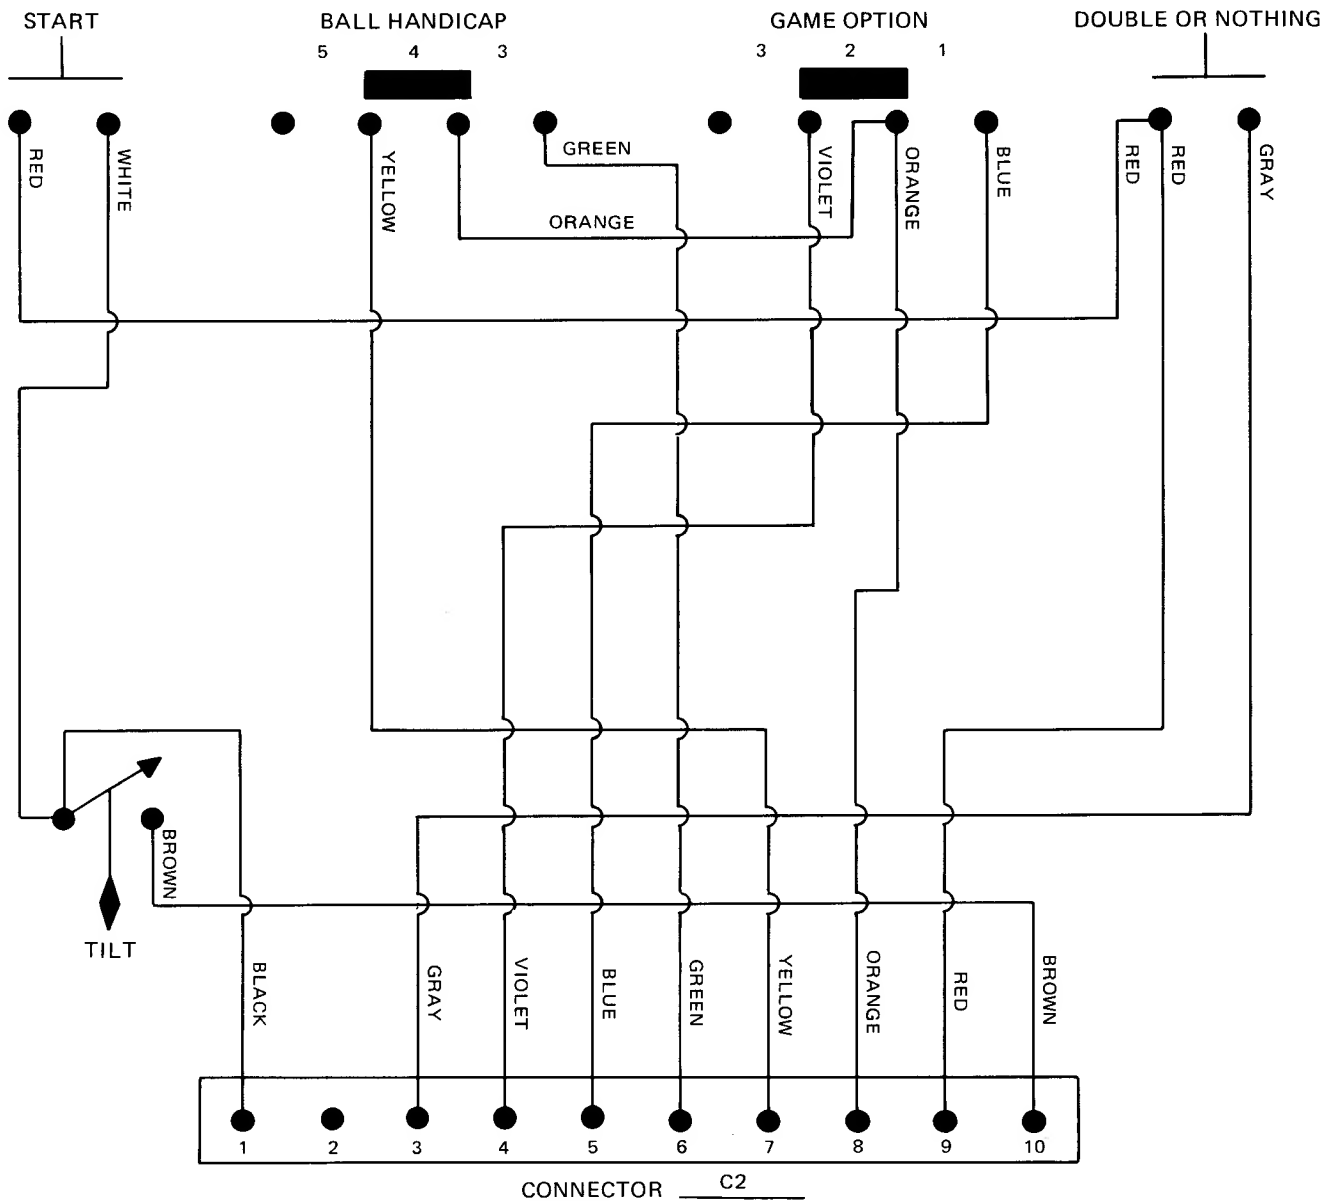 START
BALL HANDICAP
GAME OPTION
DOUBLE OR NOTHING
5 4 3
3 2 1
RED
WHITE
YELLOW
GREEN
ORANGE
VIOLET
ORANGE
BLUE
RED
RED
GRAY
BROWN
TILT
BLACK
GRAY
VIOLET
BLUE
GREEN
YELLOW
ORANGE
RED
BROWN
1 2 3 4 5 6 7 8 9 10
CONNECTOR C2